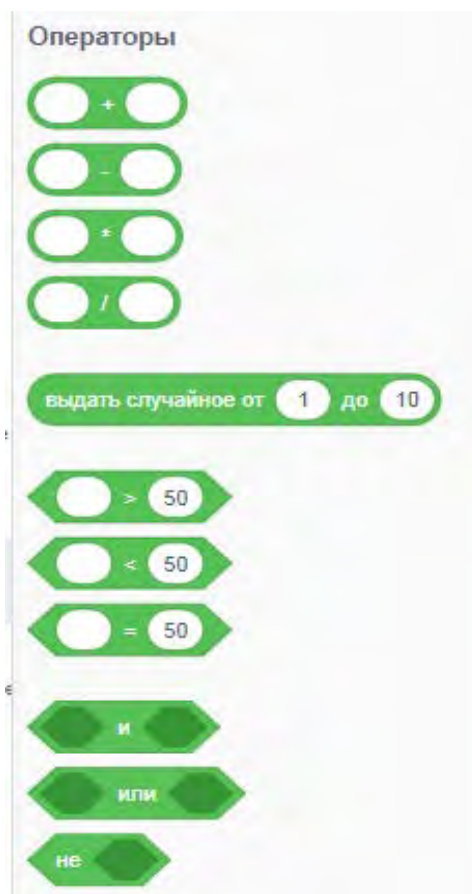 Операторы
+
-
*
/
выдать случайное от 1 до 10
> 50
< 50
= 50
и
или
не